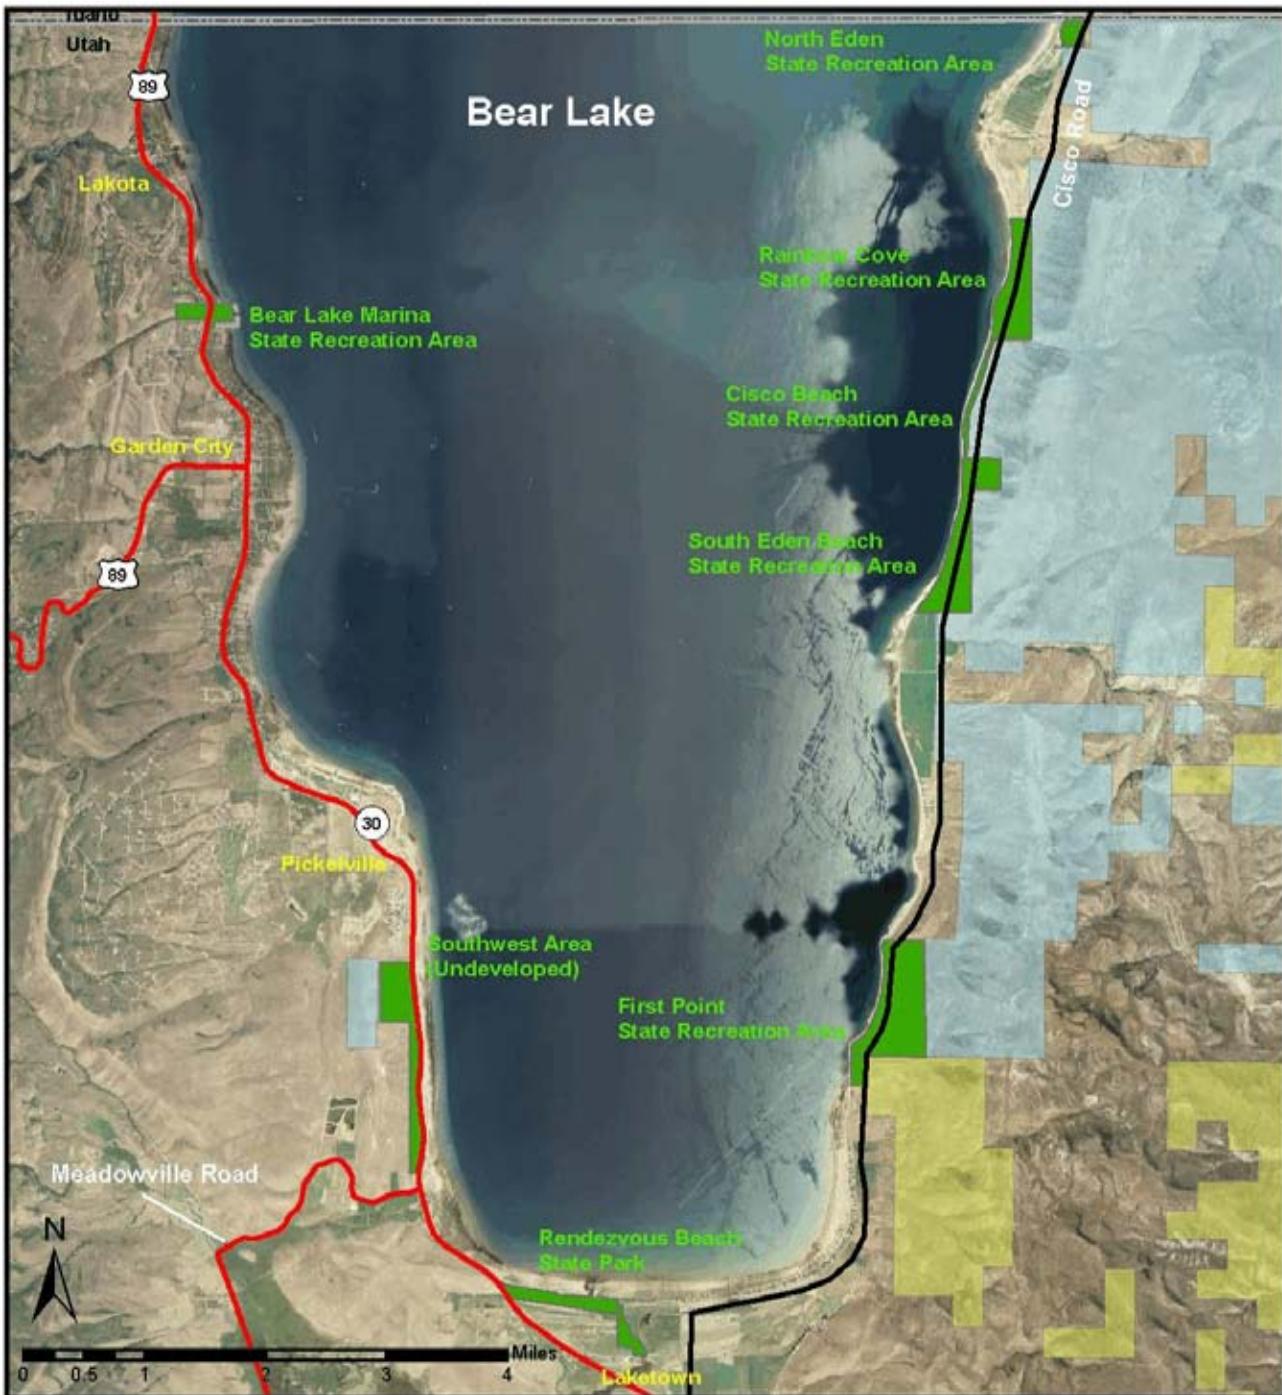 Idaho
Utah
89
Bear Lake
North Eden
State Recreation Area
Cisco Road
Lakota
Rainbow Cove
State Recreation Area
Bear Lake Marina
State Recreation Area
Cisco Beach
State Recreation Area
Garden City
South Eden Beach
State Recreation Area
89
30
Pickelville
Southwest Area
(Undeveloped)
First Point
State Recreation Area
Meadowville Road
N
Rendezvous Beach
State Park
Miles
0 0.5 1 2 3 4
Laketown